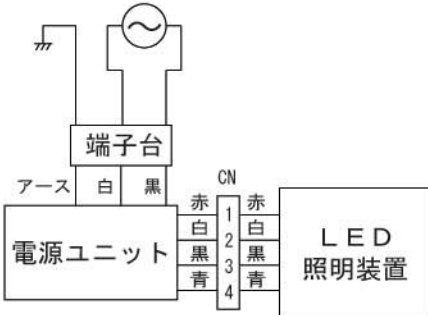 端子台
アース 白 黒
CN
赤 1 赤
白 2 白
黒 3 黒
青 4 青
電源ユニット
LED
照明装置